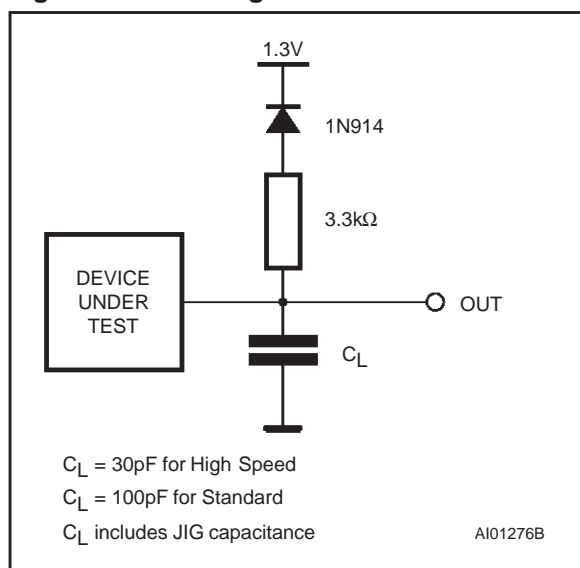 1.3V
1N914
3.3kΩ
DEVICE
UNDER
TEST
OUT
CL
CL = 30pF for High Speed
CL = 100pF for Standard
CL includes JIG capacitance
AI01276B